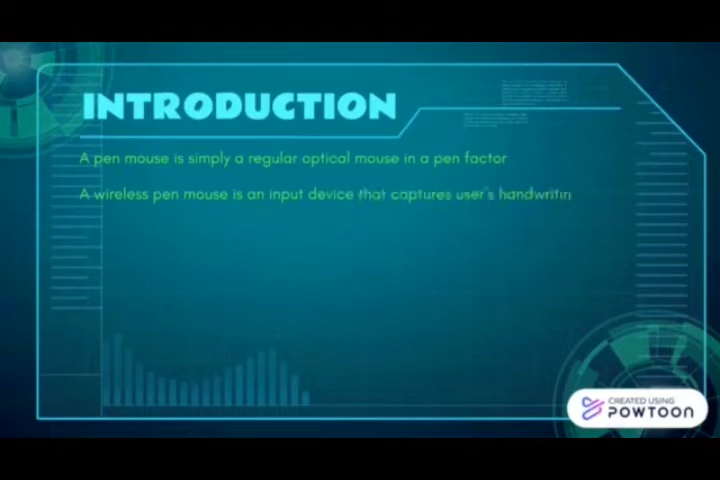 INTRODUCTION
A pen mouse is simply a regular optical mouse in a pen factor
A wireless pen mouse is an input device that captures user's handwritin
CREATED USING
POWTOON